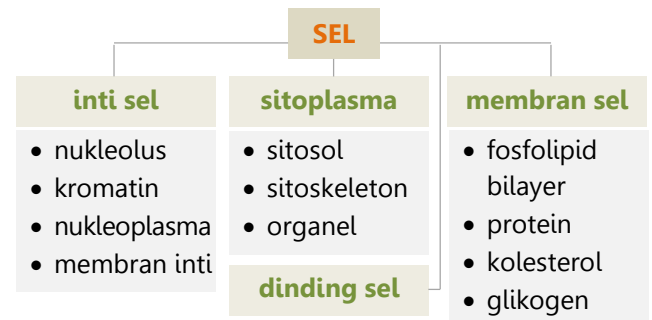 SEL
inti sel
• nukleolus
• kromatin
• nukleoplasma
• membran inti
sitoplasma
• sitosol
• sitoskeleton
• organel
dinding sel
membran sel
• fosfolipid
bilayer
• protein
• kolesterol
• glikogen